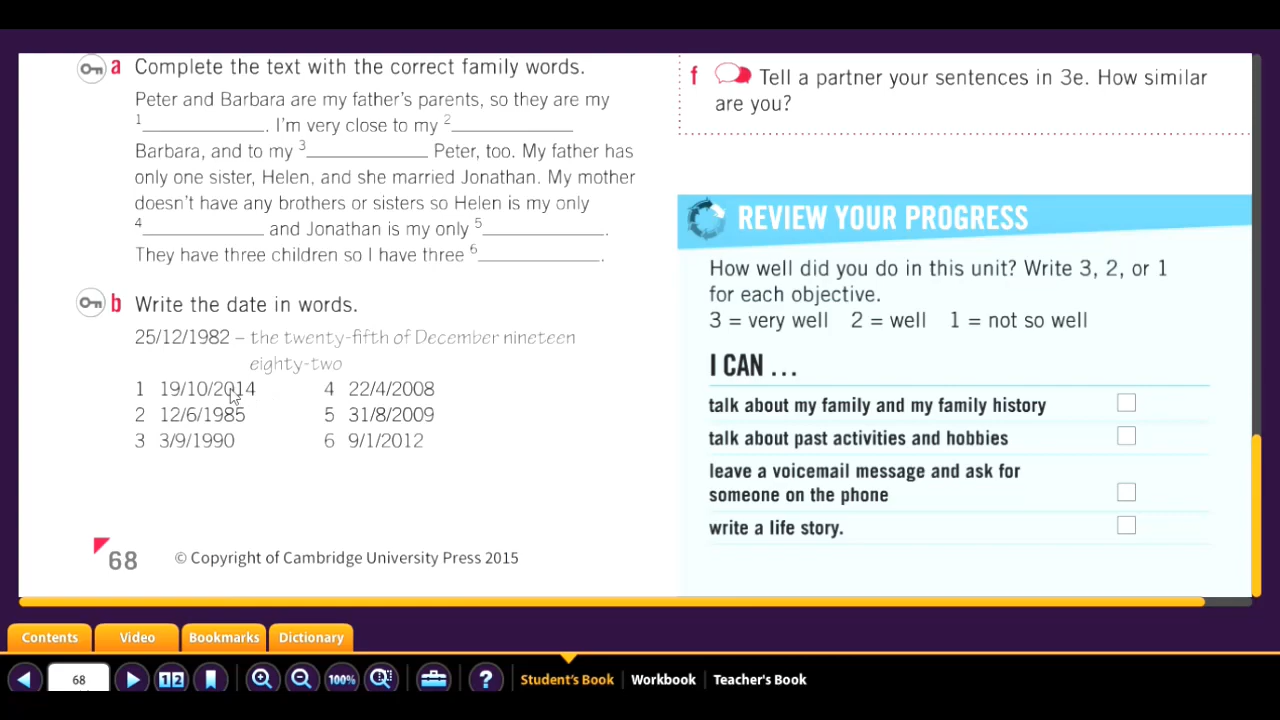 a Complete the text with the correct family words.
Peter and Barbara are my father's parents, so they are my
1____________. I'm very close to my 2____________
Barbara, and to my 3____________ Peter, too. My father has
only one sister, Helen, and she married Jonathan. My mother
doesn't have any brothers or sisters so Helen is my only
4____________ and Jonathan is my only 5____________.
They have three children so I have three 6____________.
b Write the date in words.
25/12/1982 – the twenty-fifth of December nineteen
eighty-two
1 19/10/2014 4 22/4/2008
2 12/6/1985 5 31/8/2009
3 3/9/1990 6 9/1/2012
68 © Copyright of Cambridge University Press 2015
f Tell a partner your sentences in 3e. How similar
are you?
REVIEW YOUR PROGRESS
How well did you do in this unit? Write 3, 2, or 1
for each objective.
3 = very well 2 = well 1 = not so well
I CAN ...
talk about my family and my family history
talk about past activities and hobbies
leave a voicemail message and ask for
someone on the phone
write a life story.
Contents Video Bookmarks Dictionary
68 12 100% ? Student's Book Workbook Teacher's Book